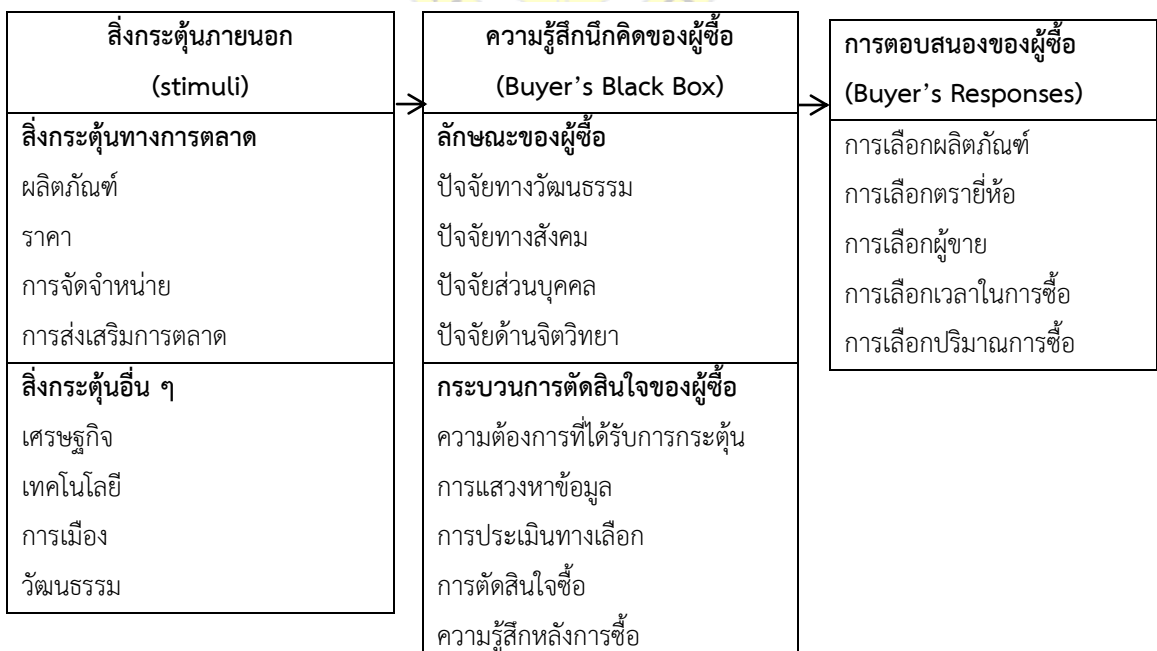 สิ่งกระตุ้นภายนอก
(stimuli)
สิ่งกระตุ้นทางการตลาด
ผลิตภัณฑ์
ราคา
การจัดจำหน่าย
การส่งเสริมการตลาด
สิ่งกระตุ้นอื่น ๆ
เศรษฐกิจ
เทคโนโลยี
การเมือง
วัฒนธรรม
ความรู้สึกนึกคิดของผู้ซื้อ
(Buyer's Black Box)
ลักษณะของผู้ซื้อ
ปัจจัยทางวัฒนธรรม
ปัจจัยทางสังคม
ปัจจัยส่วนบุคคล
ปัจจัยด้านจิตวิทยา
กระบวนการตัดสินใจของผู้ซื้อ
ความต้องการที่ได้รับการกระตุ้น
การแสวงหาข้อมูล
การประเมินทางเลือก
การตัดสินใจซื้อ
ความรู้สึกหลังการซื้อ
การตอบสนองของผู้ซื้อ
(Buyer's Responses)
การเลือกผลิตภัณฑ์
การเลือกตรายี่ห้อ
การเลือกผู้ขาย
การเลือกเวลาในการซื้อ
การเลือกปริมาณการซื้อ